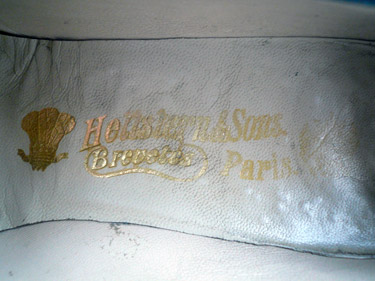 Hellstern & Sons.
Brevetés Paris.